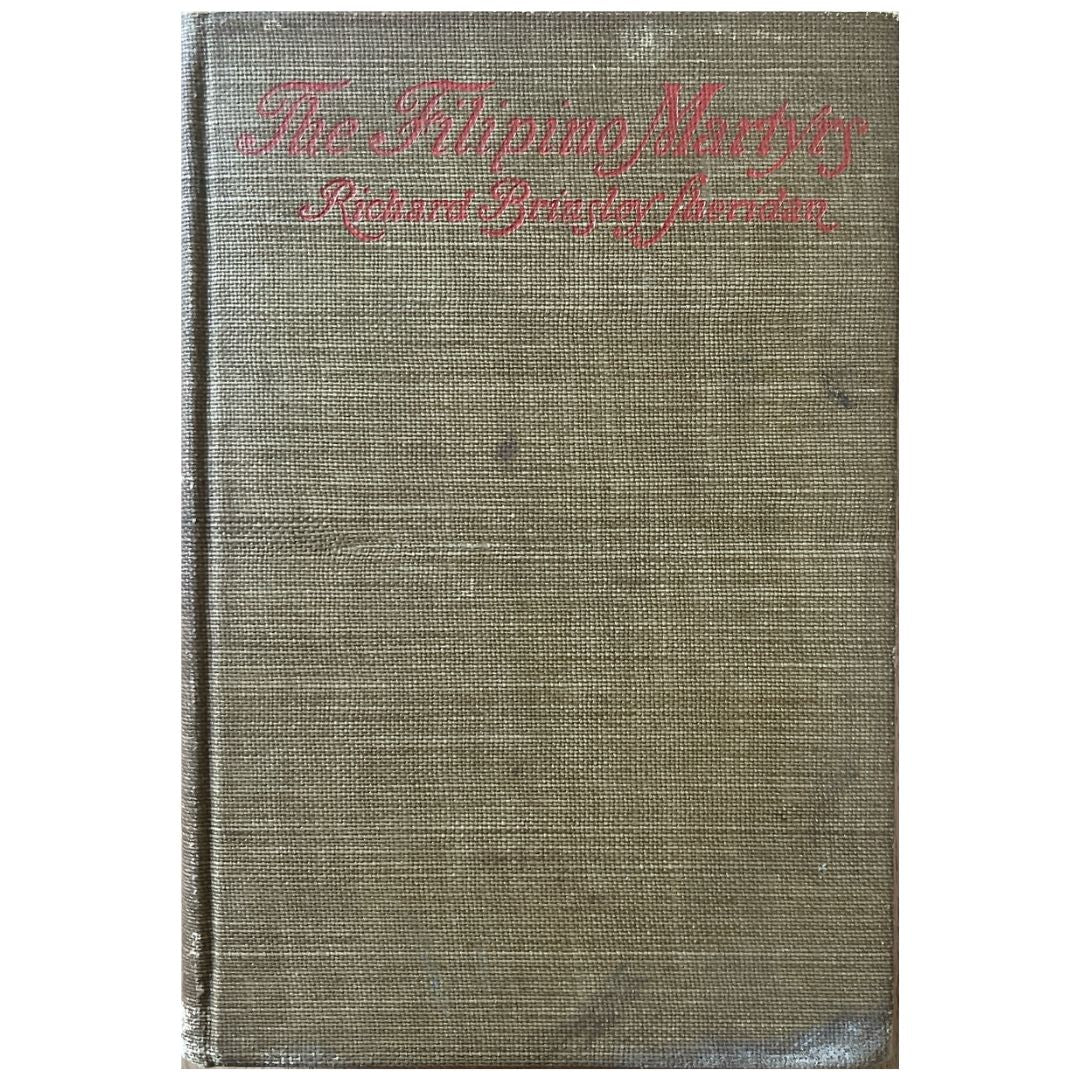 The Filipino Martyrs
Richard Brinsley Sheridan